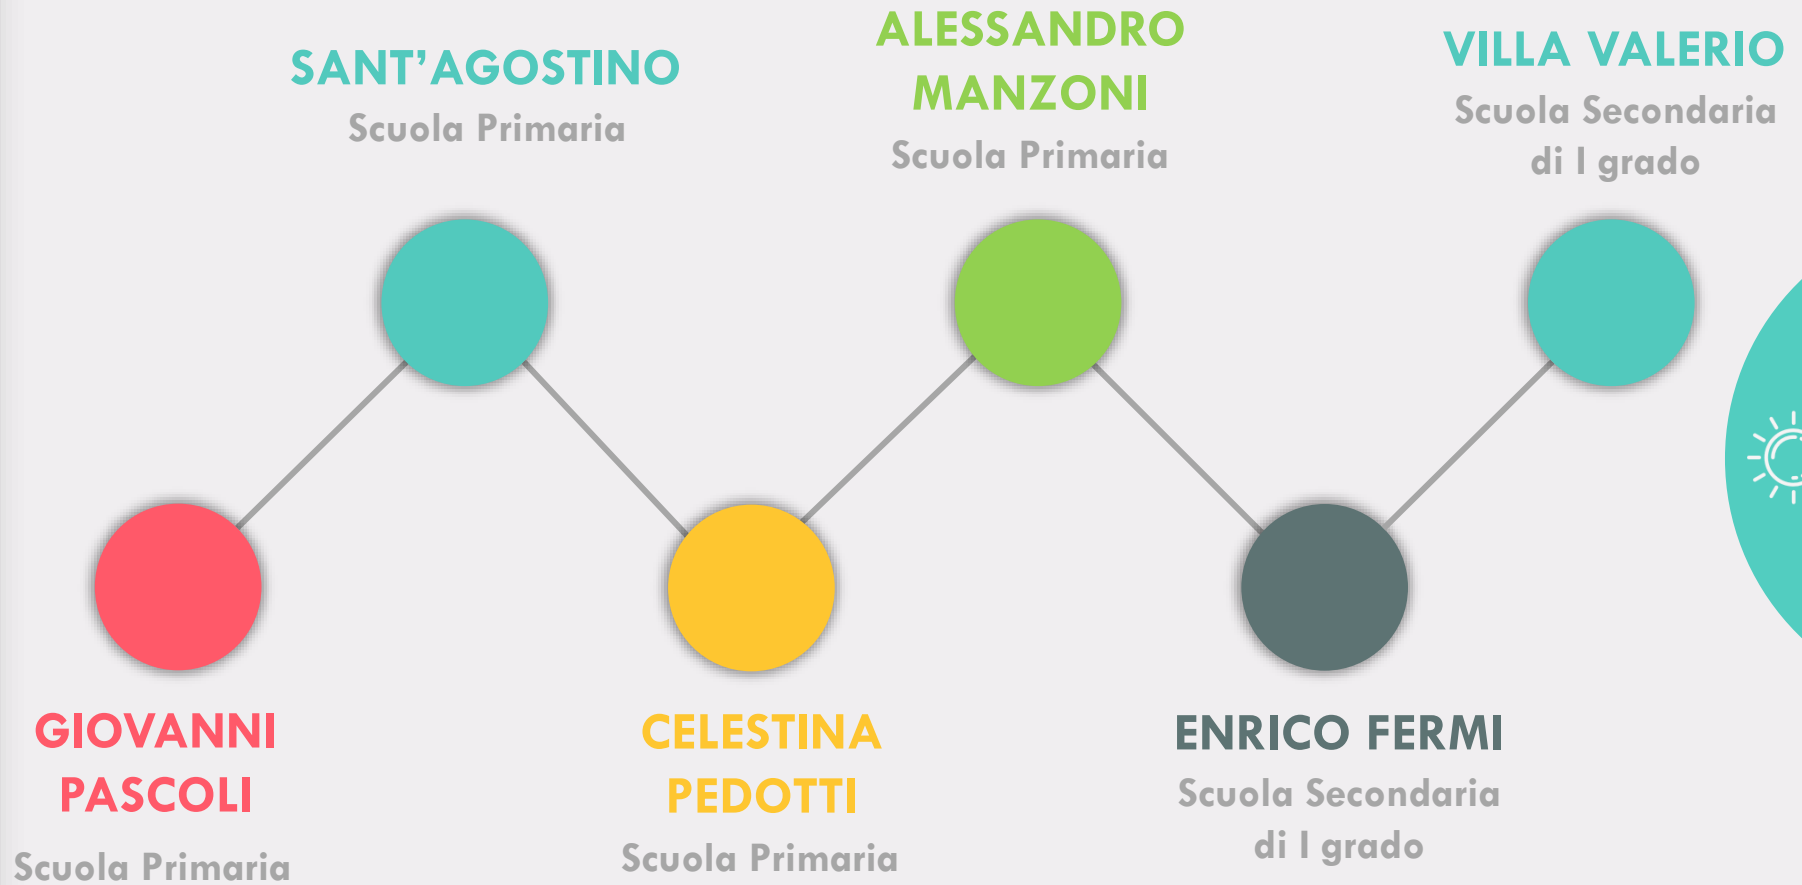 SANT’AGOSTINO
Scuola Primaria
ALESSANDRO
MANZONI
Scuola Primaria
VILLA VALERIO
Scuola Secondaria
di I grado
GIOVANNI
PASCOLI
Scuola Primaria
CELESTINA
PEDOTTI
Scuola Primaria
ENRICO FERMI
Scuola Secondaria
di I grado